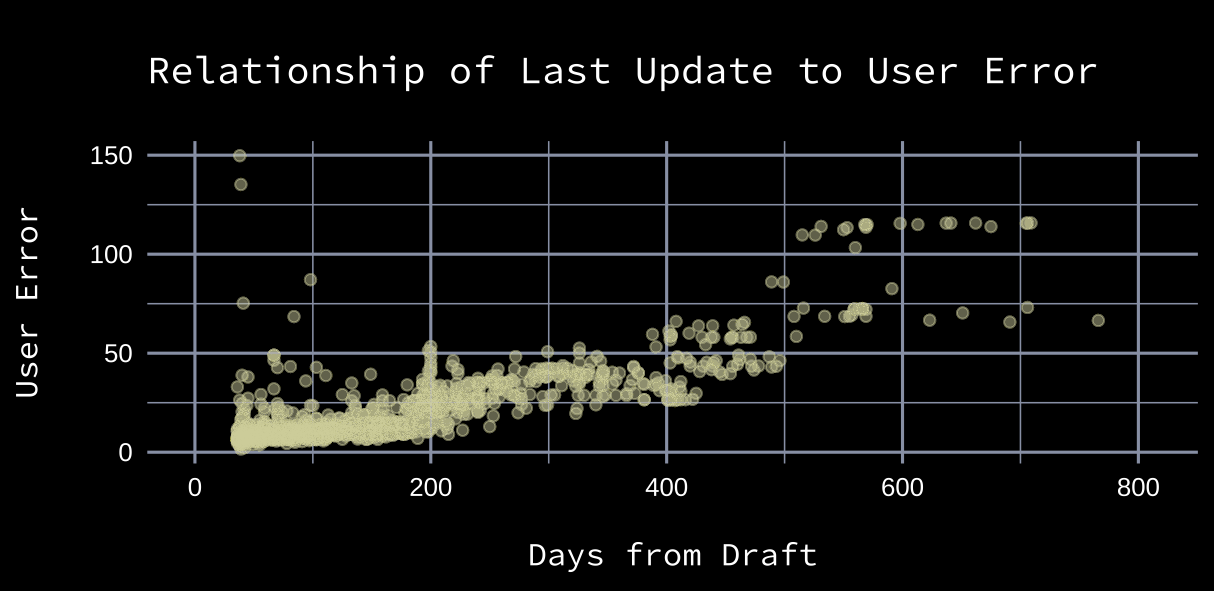 Relationship of Last Update to User Error
User Error
150
100
50
0
0 200 400 600 800
Days from Draft